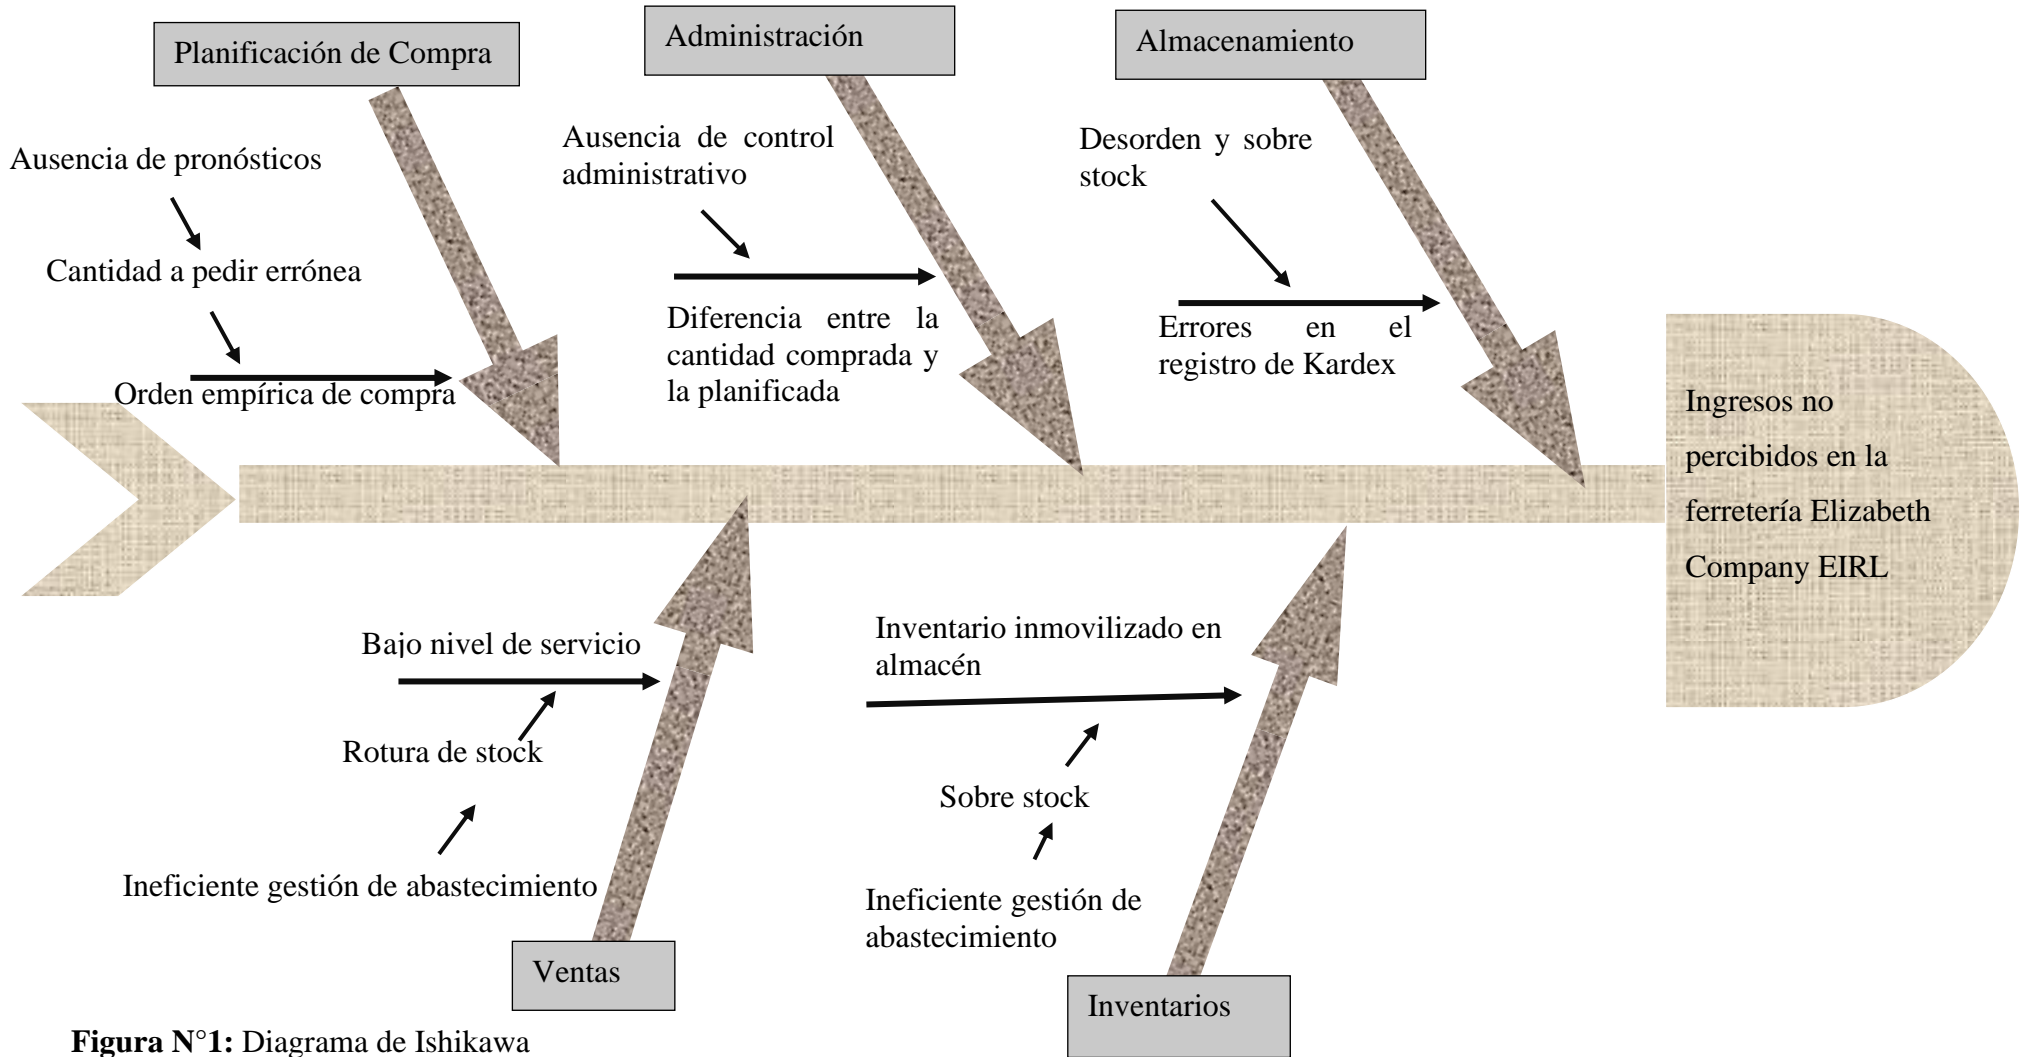 Planificación de Compra
Administración
Almacenamiento
Ausencia de pronósticos
Cantidad a pedir errónea
Orden empírica de compra
Ausencia de control
administrativo
Diferencia entre la
cantidad comprada y
la planificada
Desorden y sobre
stock
Errores en el
registro de Kardex
Ingresos no
percibidos en la
ferretería Elizabeth
Company EIRL
Bajo nivel de servicio
Rotura de stock
Ineficiente gestión de abastecimiento
Ventas
Inventario inmovilizado en
almacén
Sobre stock
Ineficiente gestión de
abastecimiento
Inventarios
Figura N°1: Diagrama de Ishikawa